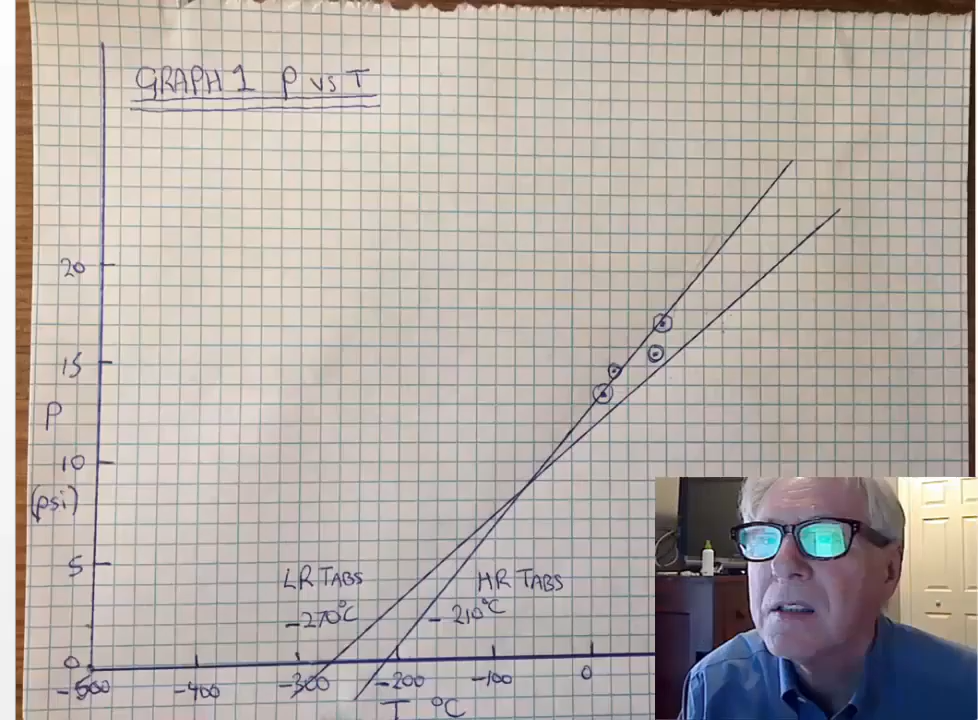 GRAPH 1 P VS T
20
15
P
10
(psi)
5
LR TABS
HR TABS
-270°C
-210°C
0
-500
-400
-300
-200
-100
0
T °C